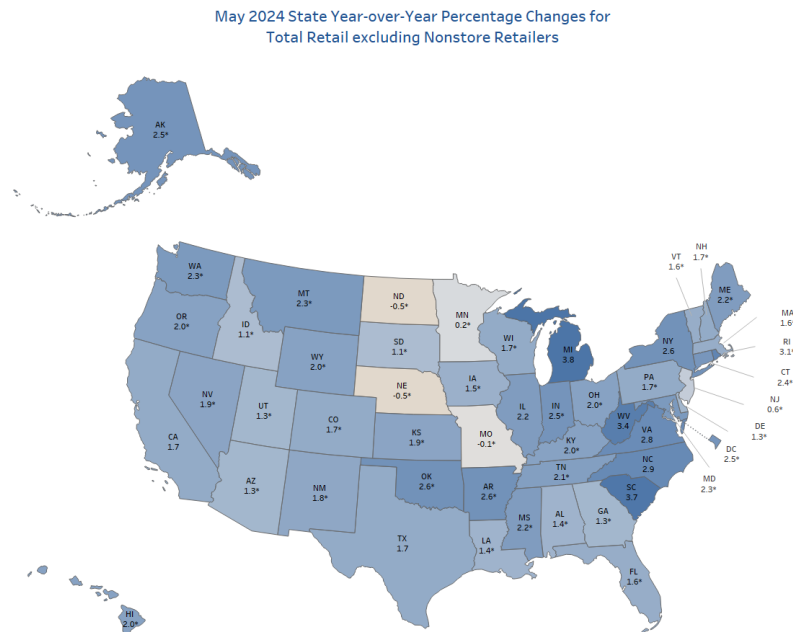 May 2024 State Year-over-Year Percentage Changes for
Total Retail excluding Nonstore Retailers
AK
2.5*
WA
2.3*
OR
2.0*
ID
1.1*
MT
2.3*
ND
-0.5*
MN
0.2*
WI
1.7*
MI
3.8
NY
2.6
VT
1.6*
NH
1.7*
ME
2.2*
MA
1.6*
RI
3.1*
CT
2.4*
NJ
0.6*
DE
1.3*
DC
2.5*
MD
2.3*
SD
1.1*
WY
2.0*
NE
-0.5*
IA
1.5*
IL
2.2
IN
2.5*
OH
2.0*
PA
1.7*
NV
1.9*
UT
1.3*
CO
1.7*
KS
1.9*
MO
-0.1*
KY
2.0*
WV
3.4
VA
2.8
CA
1.7
AZ
1.3*
NM
1.8*
OK
2.6*
AR
2.6*
TN
2.1*
NC
2.9
SC
3.7
TX
1.7
LA
1.4*
MS
2.2*
AL
1.4*
GA
1.3*
FL
1.6*
HI
2.0*